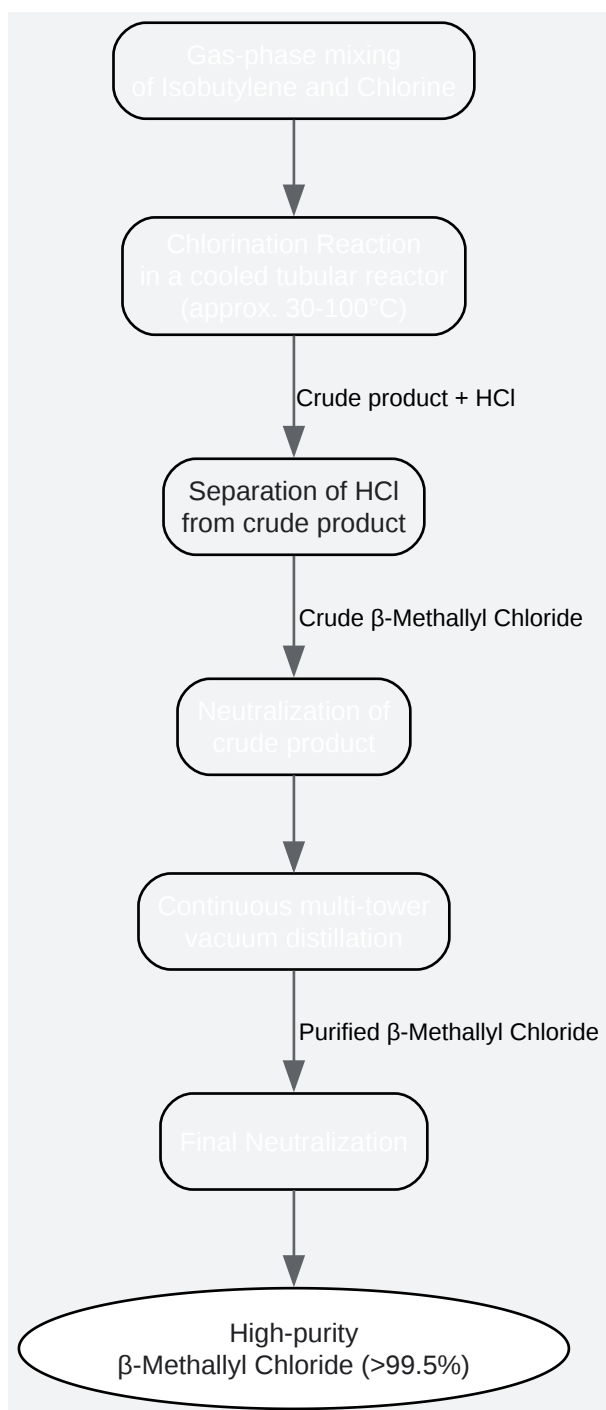 Gas-phase mixing
of Isobutylene and Chlorine
Chlorination Reaction
in a cooled tubular reactor
(approx. 30-100°C)
Crude product + HCl
Separation of HCl
from crude product
Crude β-Methallyl Chloride
Neutralization of
crude product
Continuous multi-tower
vacuum distillation
Purified β-Methallyl Chloride
Final Neutralization
High-purity
β-Methallyl Chloride (>99.5%)